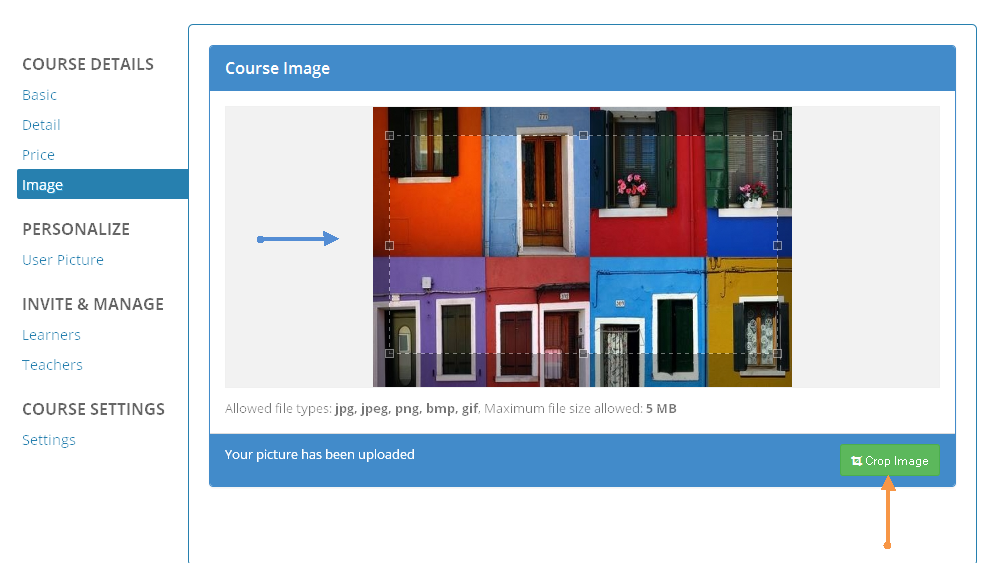 COURSE DETAILS
Basic
Detail
Price
Image
PERSONALIZE
User Picture
INVITE & MANAGE
Learners
Teachers
COURSE SETTINGS
Settings
Course Image
Allowed file types: jpg, jpeg, png, bmp, gif, Maximum file size allowed: 5 MB
Your picture has been uploaded
Crop Image